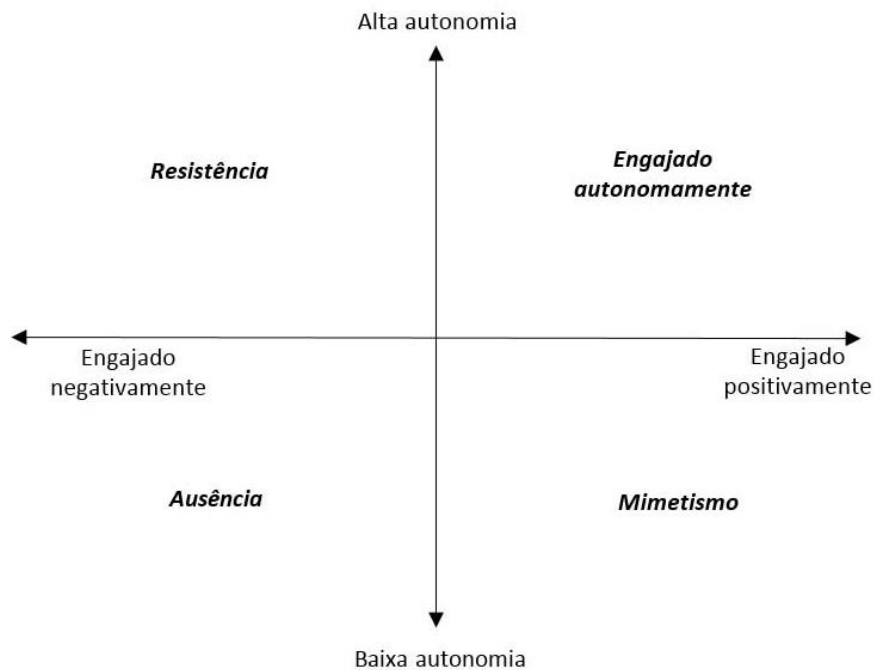 Alta autonomia
Resistência
Engajado
autonomamente
Engajado
negativamente
Engajado
positivamente
Ausência
Mimetismo
Baixa autonomia